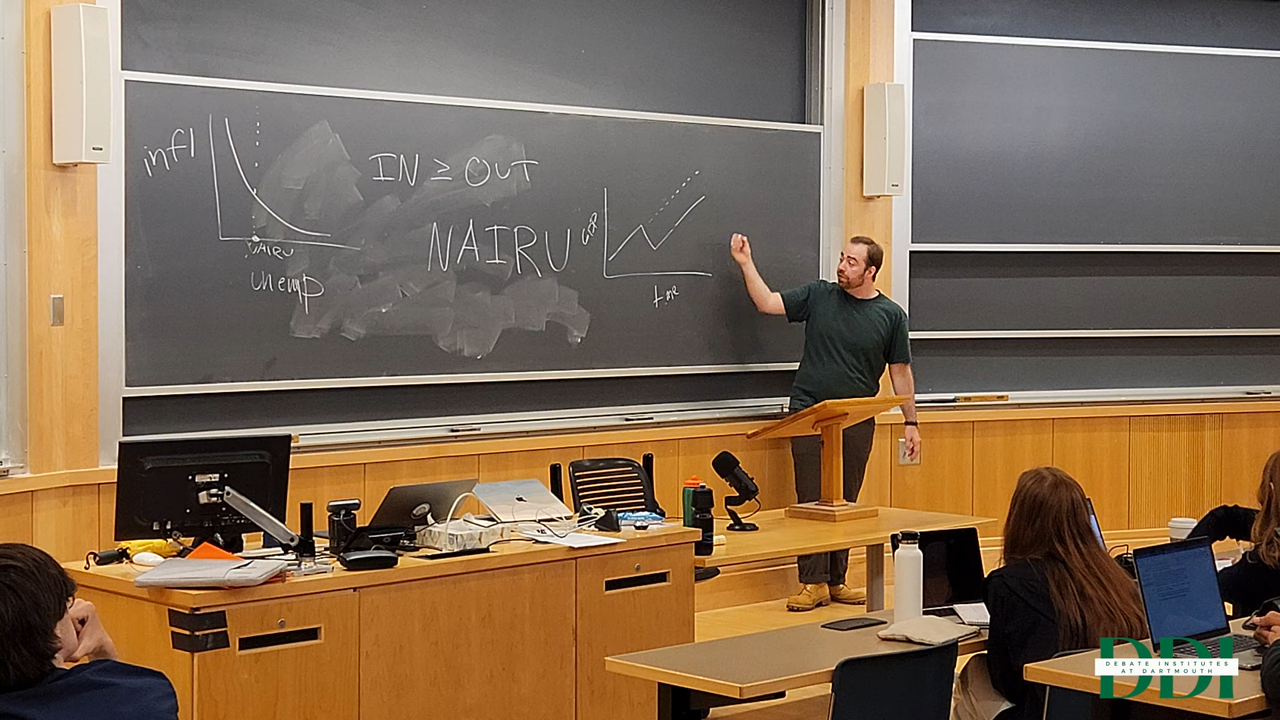 infl
NAIRU
unemp
IN ≥ OUT
NAIRU
GDP
time
DDI
DEBATE INSTITUTES
AT DARTMOUTH